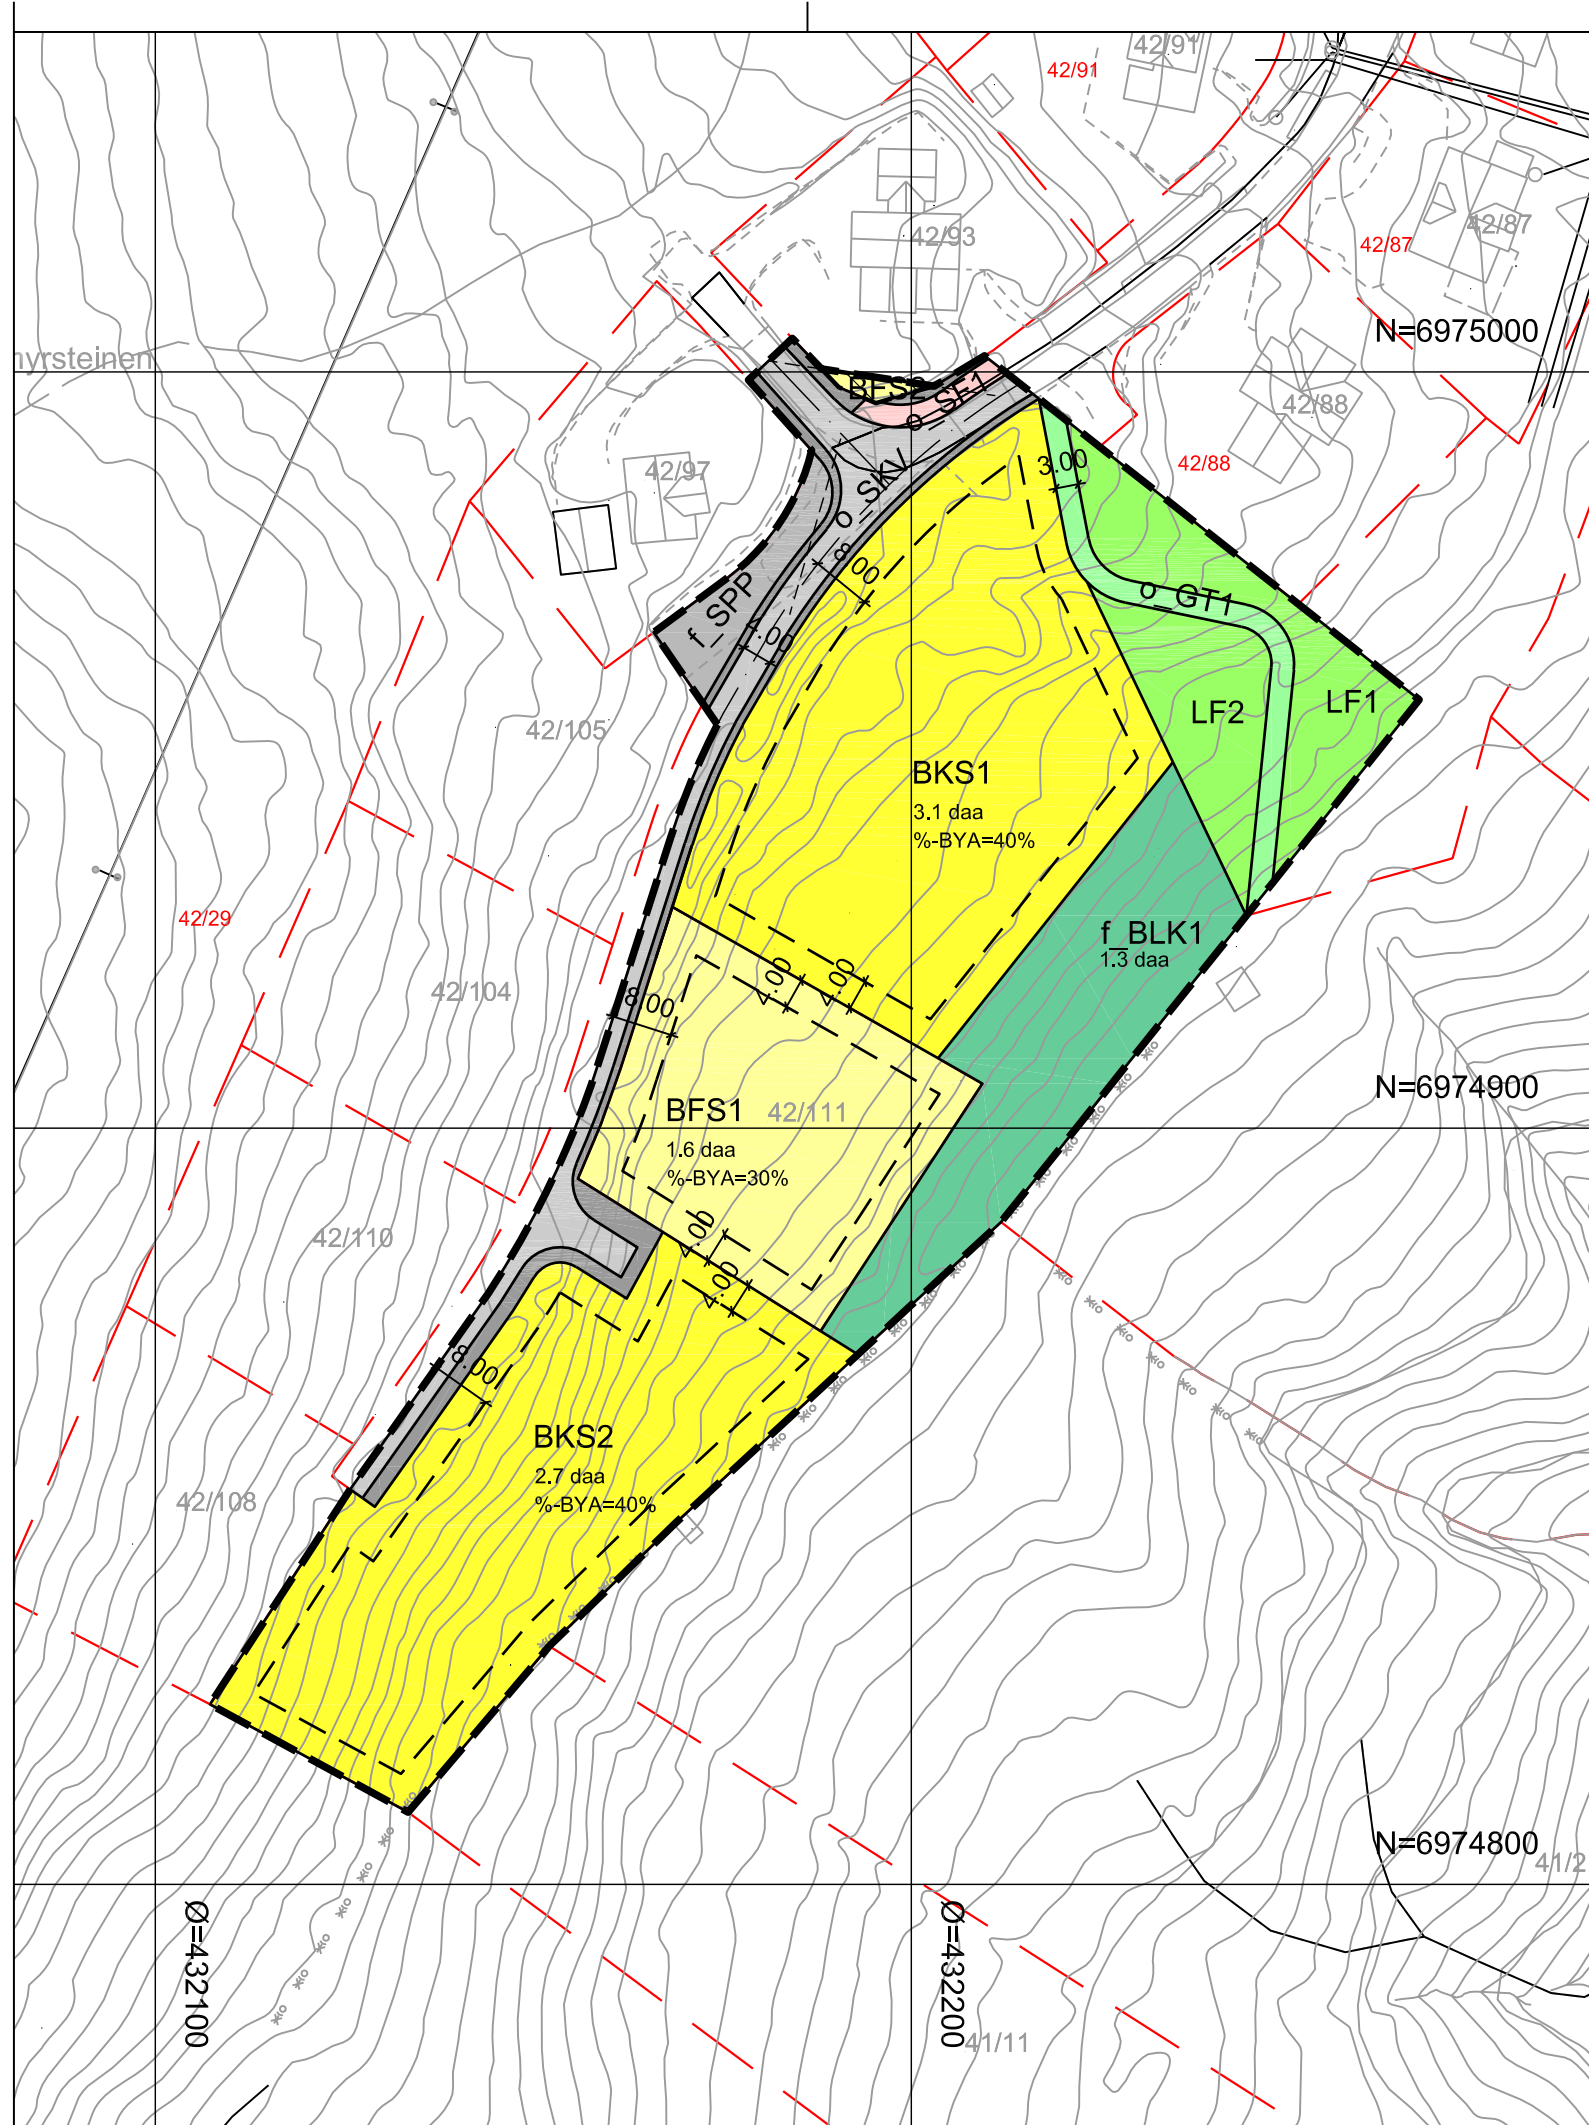 42/91
42/91
42/93
42/87
42/87
N=6975000
BFS2
o_SF1
42/88
42/88
42/97
3.00
o_SKV
8.00
f_SPP
4.00
o_GT1
LF2
LF1
42/105
BKS1
3.1 daa
%-BYA=40%
42/29
f_BLK1
1.3 daa
42/104
8.00
4.00
4.00
N=6974900
BFS1
42/111
1.6 daa
%-BYA=30%
42/110
4.00
4.00
8.00
BKS2
2.7 daa
%-BYA=40%
42/108
N=6974800
41/2
Ø=432100
Ø=432200
41/11